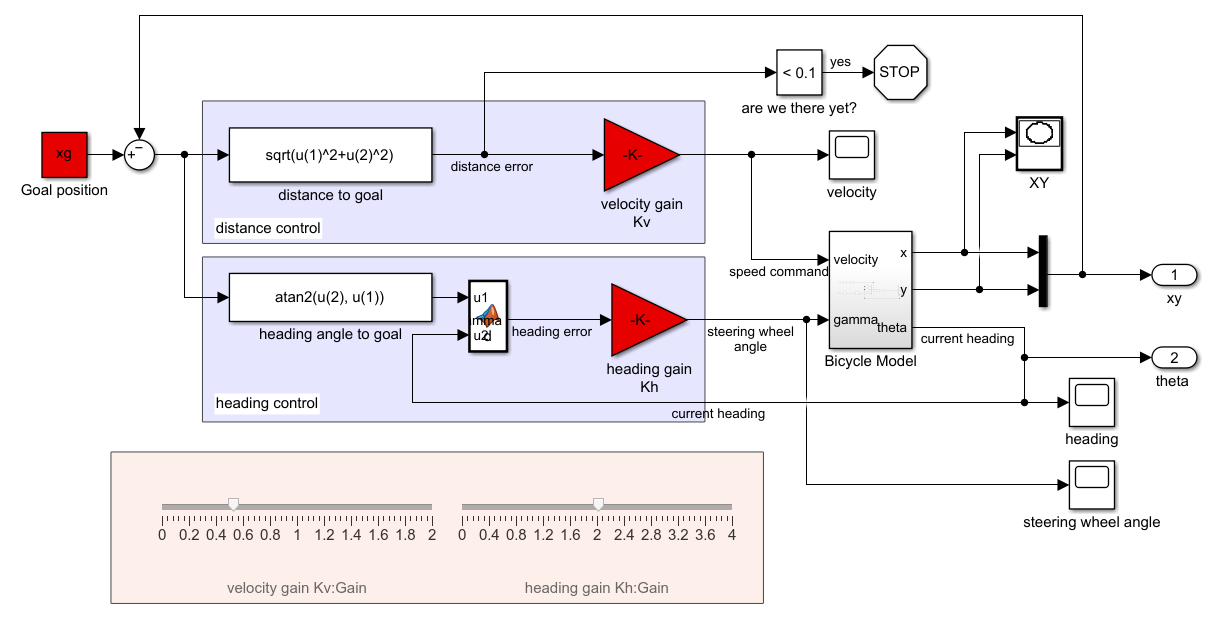 < 0.1
yes
STOP
are we there yet?
xg
Goal position
+
−
sqrt(u(1)^2+u(2)^2)
distance to goal
distance error
-K-
velocity gain
Kv
distance control
velocity
XY
speed command
velocity
gamma
x
y
theta
Bicycle Model
1
xy
atan2(u(2), u(1))
heading angle to goal
u1
u2
heading error
-K-
heading gain
Kh
steering wheel
angle
current heading
2
theta
heading control
current heading
heading
steering wheel angle
0 0.2 0.4 0.6 0.8 1 1.2 1.4 1.6 1.8 2
velocity gain Kv:Gain
0 0.4 0.8 1.2 1.6 2 2.4 2.8 3.2 3.6 4
heading gain Kh:Gain